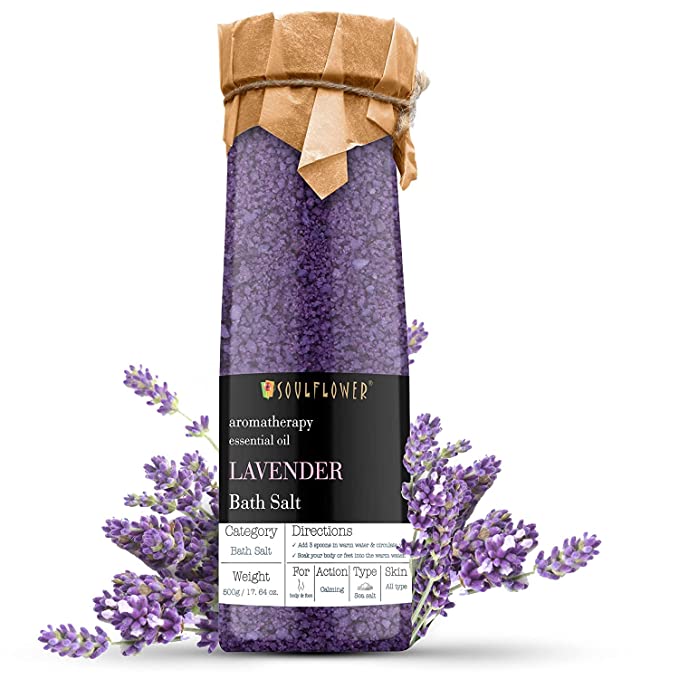 SOULFLOWER®
aromatherapy
essential oil
LAVENDER
Bath Salt
Category
Bath Salt
Weight
500g / 17.64 oz.
Directions
✓ Add 3 spoons in warm water & circulate
✓ Soak your body or feet into the warm water
For
body & face
Action
Calming
Type
Sea salt
Skin
All type